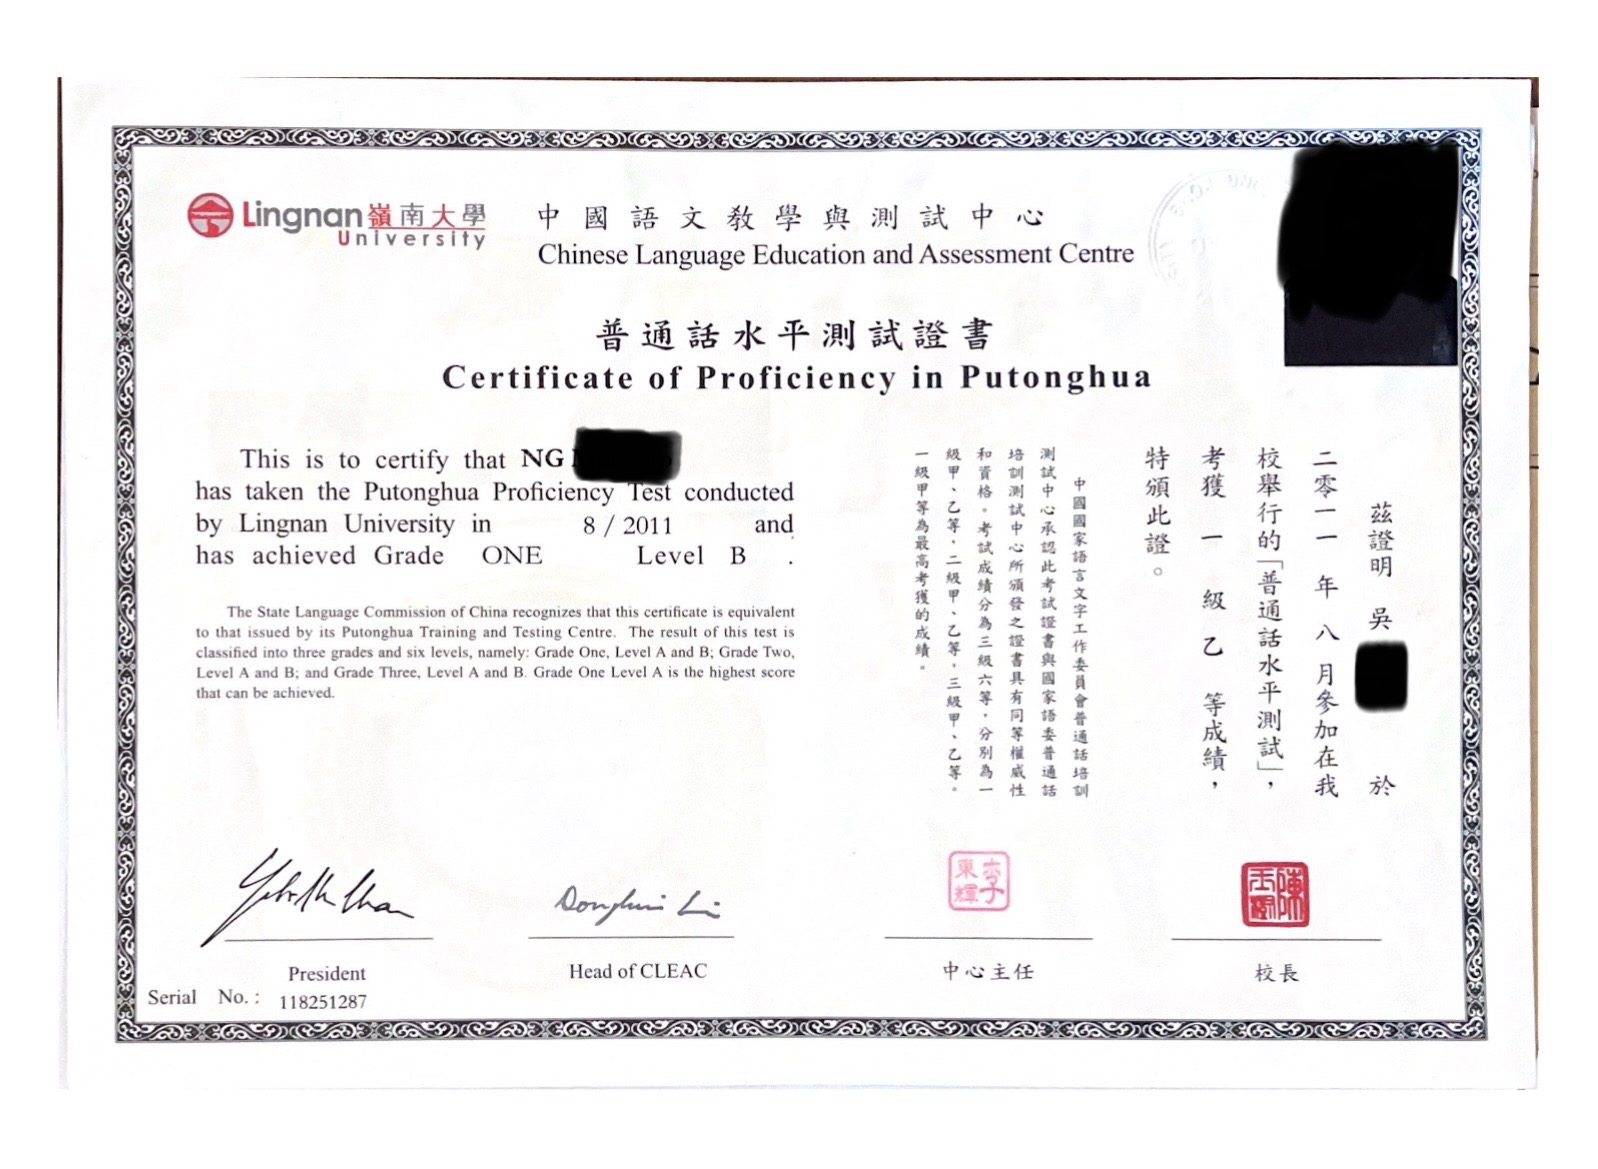 Lingnan 嶺南大學
University
中國語文教學與測試中心
Chinese Language Education and Assessment Centre
普通話水平測試證書
Certificate of Proficiency in Putonghua
This is to certify that NG
has taken the Putonghua Proficiency Test conducted
by Lingnan University in 8 / 2011 and
has achieved Grade ONE Level B .
The State Language Commission of China recognizes that this certificate is equivalent
to that issued by its Putonghua Training and Testing Centre. The result of this test is
classified into three grades and six levels, namely: Grade One, Level A and B; Grade Two,
Level A and B; and Grade Three, Level A and B. Grade One Level A is the highest score
that can be achieved.
茲證明 吳 於
二零一一年八月參加在我
校舉行的「普通話水平測試」，
考獲 一 級 乙 等成績，
特頒此證。
中國國家語言文字工作委員會普通話培訓
測試中心承認此考試證書與國家語委普通話
培訓測試中心所頒發之證書具有同等權威性
和資格。考試成績分為三級六等，分別為一
級甲、乙等，二級甲、乙等，三級甲、乙等。
一級甲等為最高考獲的成績。
Donghui Li
李東輝
陳玉樹
President
Head of CLEAC
中心主任
校長
Serial No. : 118251287